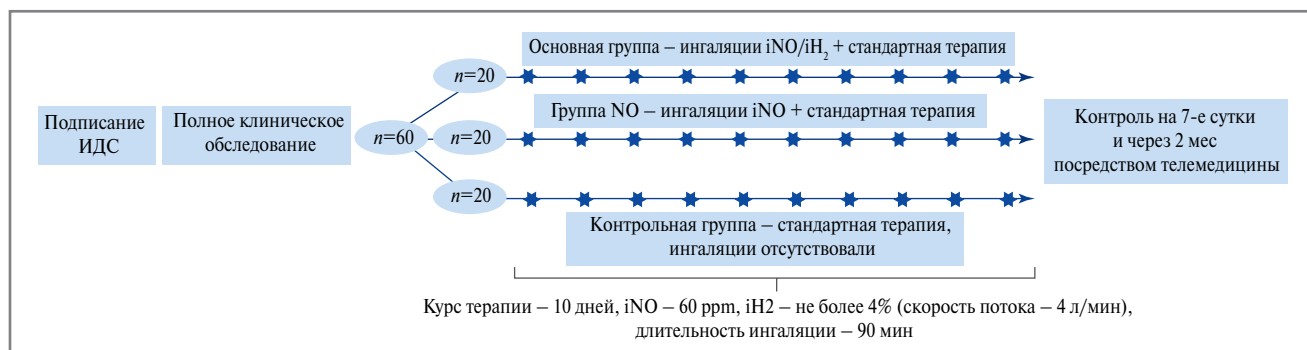 Основная группа – ингаляции iNO/iH₂ + стандартная терапия
n=20
Группа NO – ингаляции iNO + стандартная терапия
Подписание
ИДС
Полное клиническое
обследование
n=60
n=20
Контроль на 7-е сутки
и через 2 мес
посредством телемедицины
n=20
Контрольная группа – стандартная терапия,
ингаляции отсутствовали
Курс терапии – 10 дней, iNO – 60 ppm, iH2 – не более 4% (скорость потока – 4 л/мин),
длительность ингаляции – 90 мин